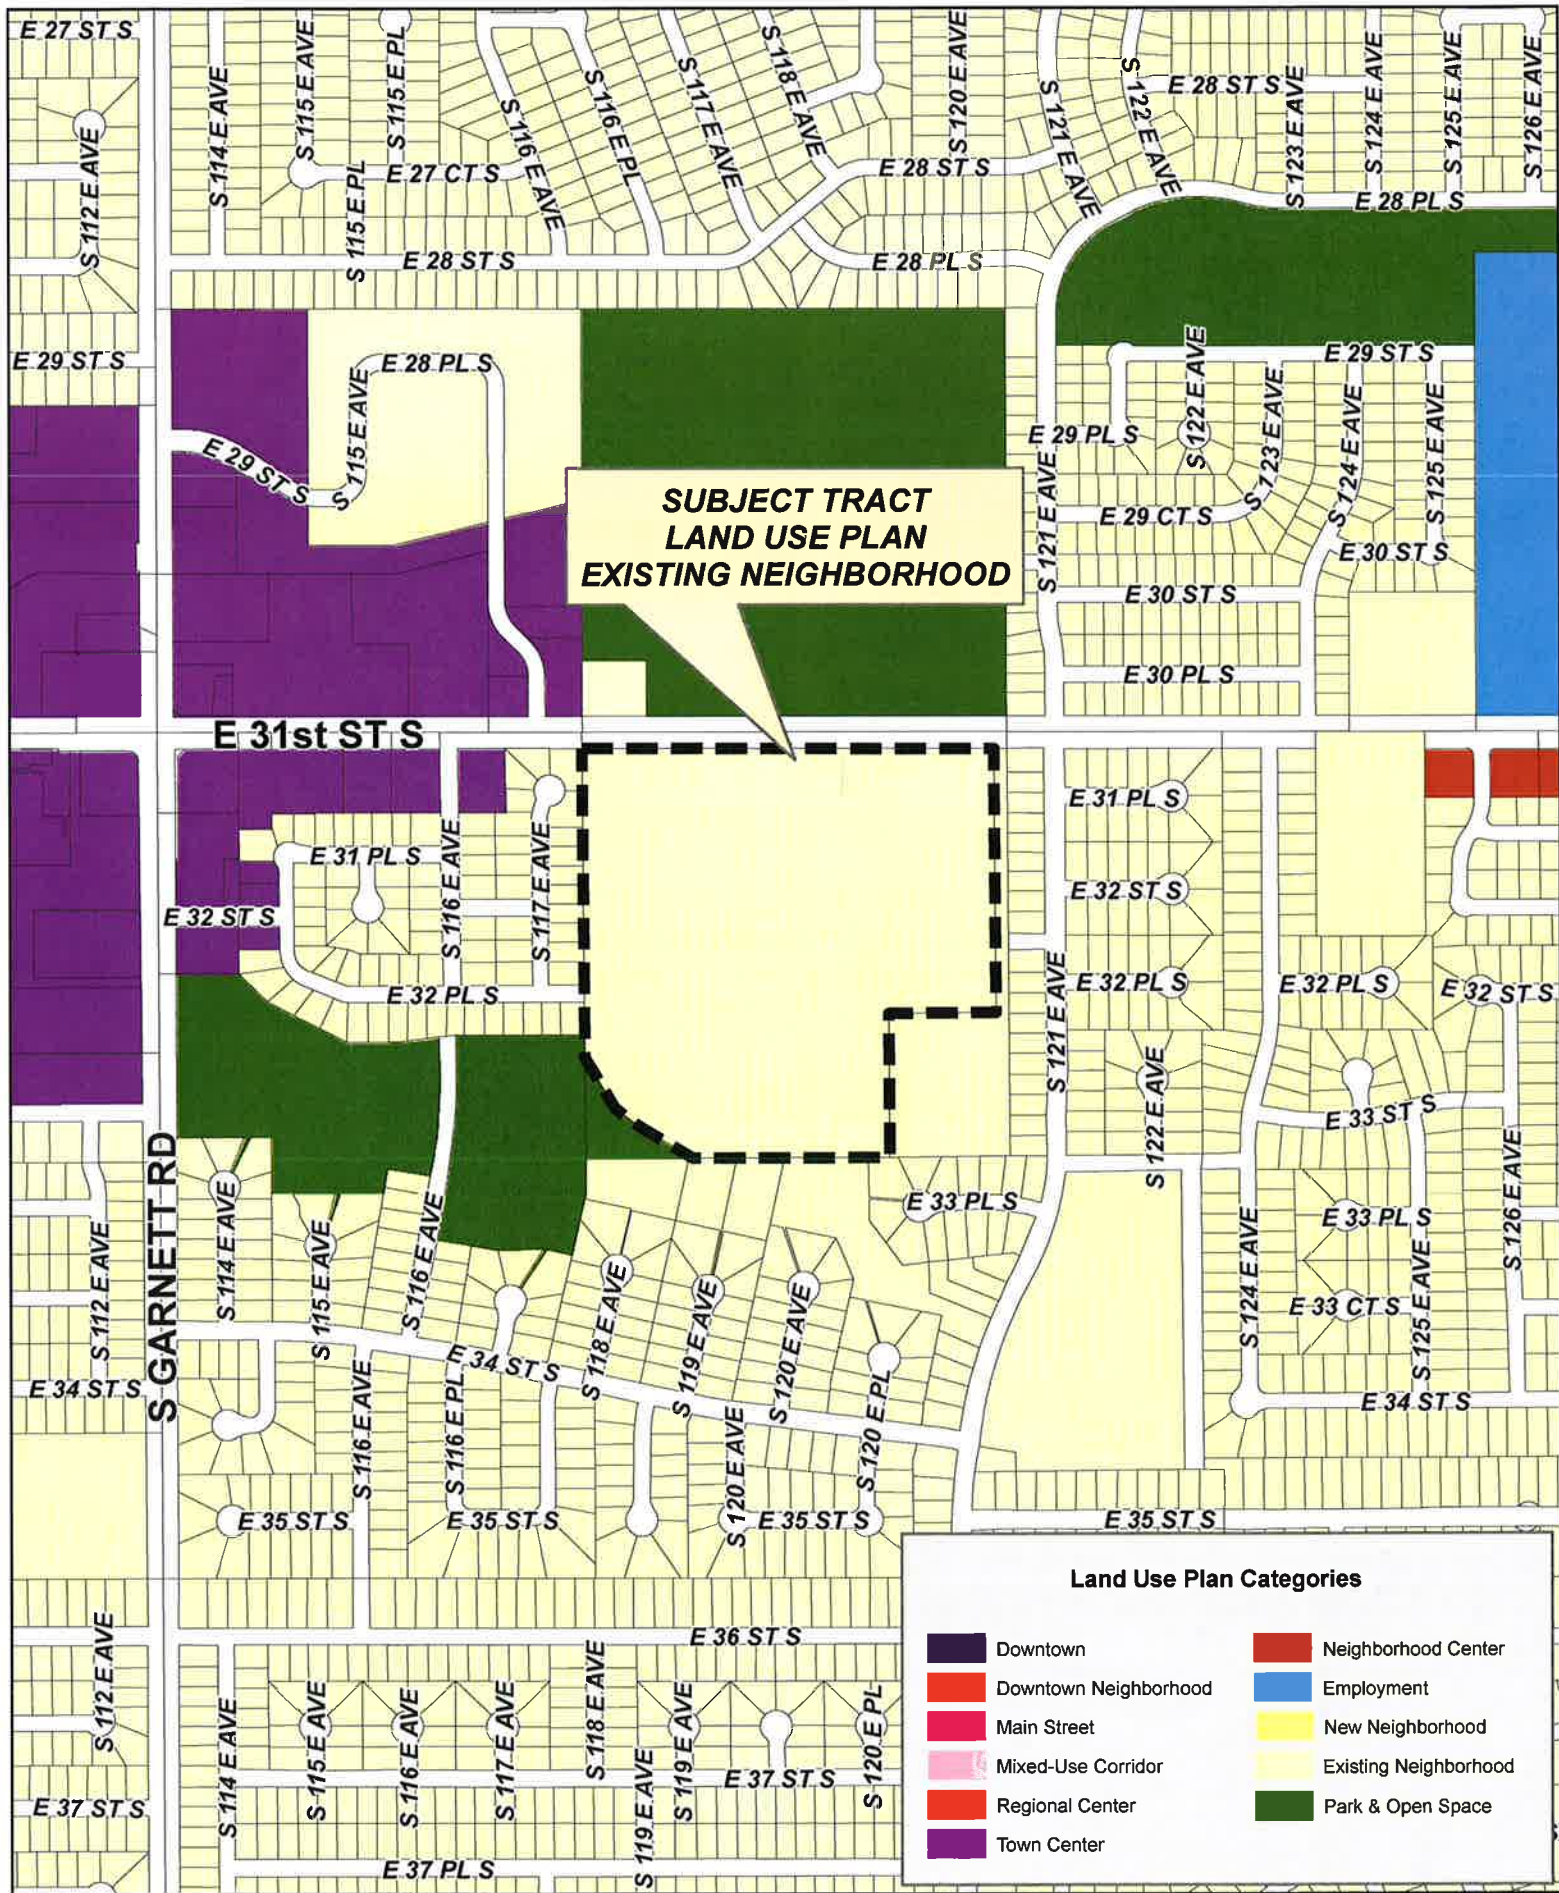 E 27 ST S
S 112 E AVE
S 114 E AVE
S 115 E AVE
S 115 E PL
S 115 E PL
E 27 CT S
S 116 E AVE
S 116 E PL
S 117 E AVE
S 118 E AVE
S 120 E AVE
E 28 ST S
S 121 E AVE
S 122 E AVE
E 28 ST S
S 123 E AVE
S 124 E AVE
S 125 E AVE
S 126 E AVE
E 28 PL S
E 28 ST S
E 28 PL S
E 29 ST S
E 28 PL S
S 115 E AVE
E 29 ST S
E 29 ST S
S 122 E AVE
E 29 PL S
S 123 E AVE
S 124 E AVE
S 125 E AVE
S 121 E AVE
E 29 CT S
E 30 ST S
E 30 ST S
E 30 PL S
SUBJECT TRACT
LAND USE PLAN
EXISTING NEIGHBORHOOD
E 31st ST S
E 31 PL S
E 31 PL S
S 116 E AVE
S 117 E AVE
E 32 ST S
E 32 ST S
E 32 PL S
E 32 PL S
E 32 PL S
E 32 ST S
S 121 E AVE
S 122 E AVE
E 33 ST S
S GARNETT RD
S 112 E AVE
S 114 E AVE
S 115 E AVE
S 116 E AVE
E 33 PL S
E 33 PL S
S 126 E AVE
S 124 E AVE
S 125 E AVE
E 33 CT S
S 118 E AVE
S 119 E AVE
S 120 E AVE
S 120 E PL
E 34 ST S
E 34 ST S
E 34 ST S
S 116 E AVE
S 116 E PL
S 120 E AVE
E 35 ST S
E 35 ST S
E 35 ST S
E 35 ST S
E 36 ST S
S 112 E AVE
S 114 E AVE
S 115 E AVE
S 116 E AVE
S 117 E AVE
S 118 E AVE
S 119 E AVE
S 119 E AVE
S 120 E PL
E 37 ST S
E 37 ST S
E 37 PL S
Land Use Plan Categories
Downtown
Downtown Neighborhood
Main Street
Mixed-Use Corridor
Regional Center
Town Center
Neighborhood Center
Employment
New Neighborhood
Existing Neighborhood
Park & Open Space